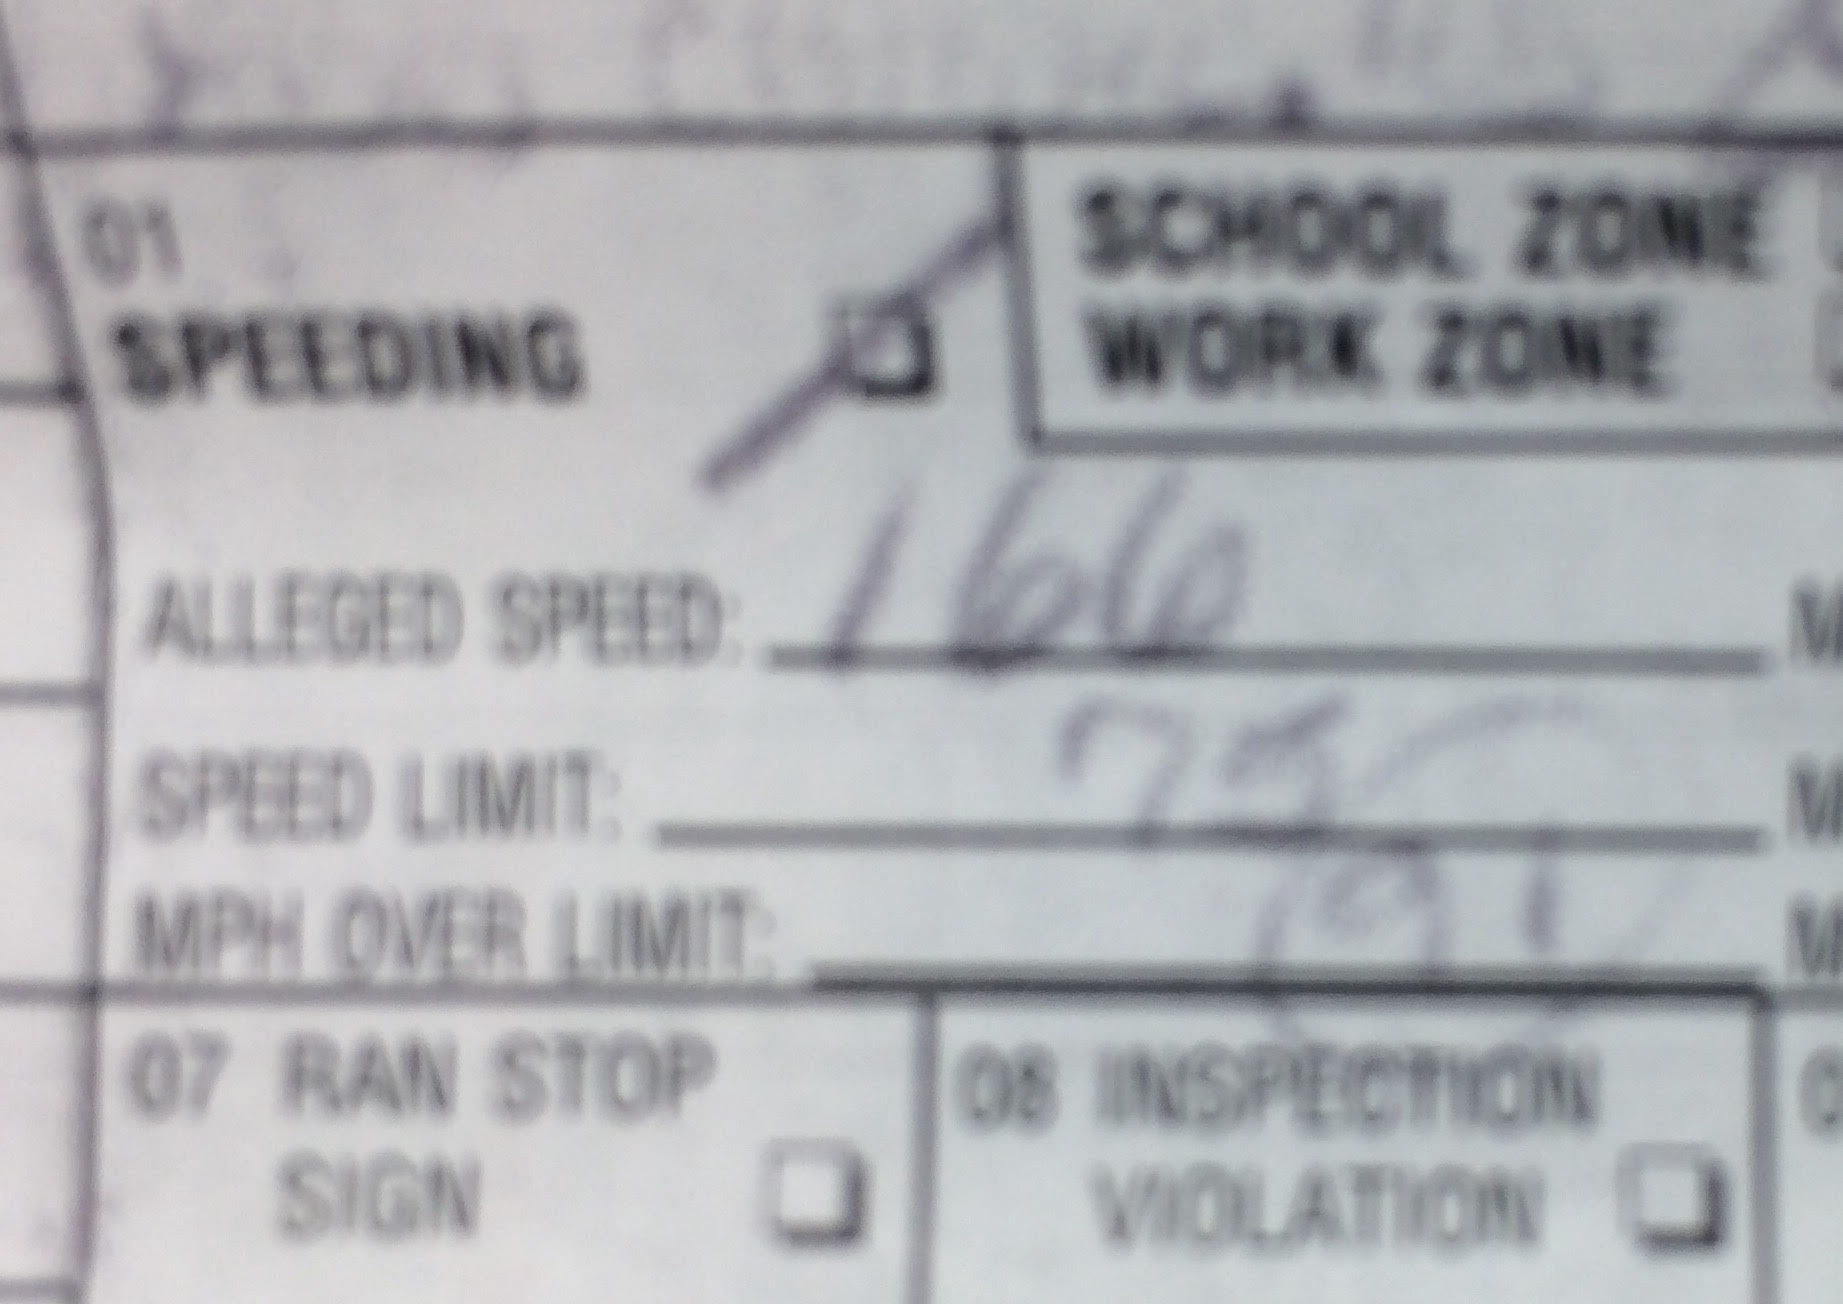 01
SPEEDING
SCHOOL ZONE
WORK ZONE
ALLEGED SPEED: 166
SPEED LIMIT: 75
MPH OVER LIMIT: 91
07 RAN STOP
SIGN
08 INSPECTION
VIOLATION